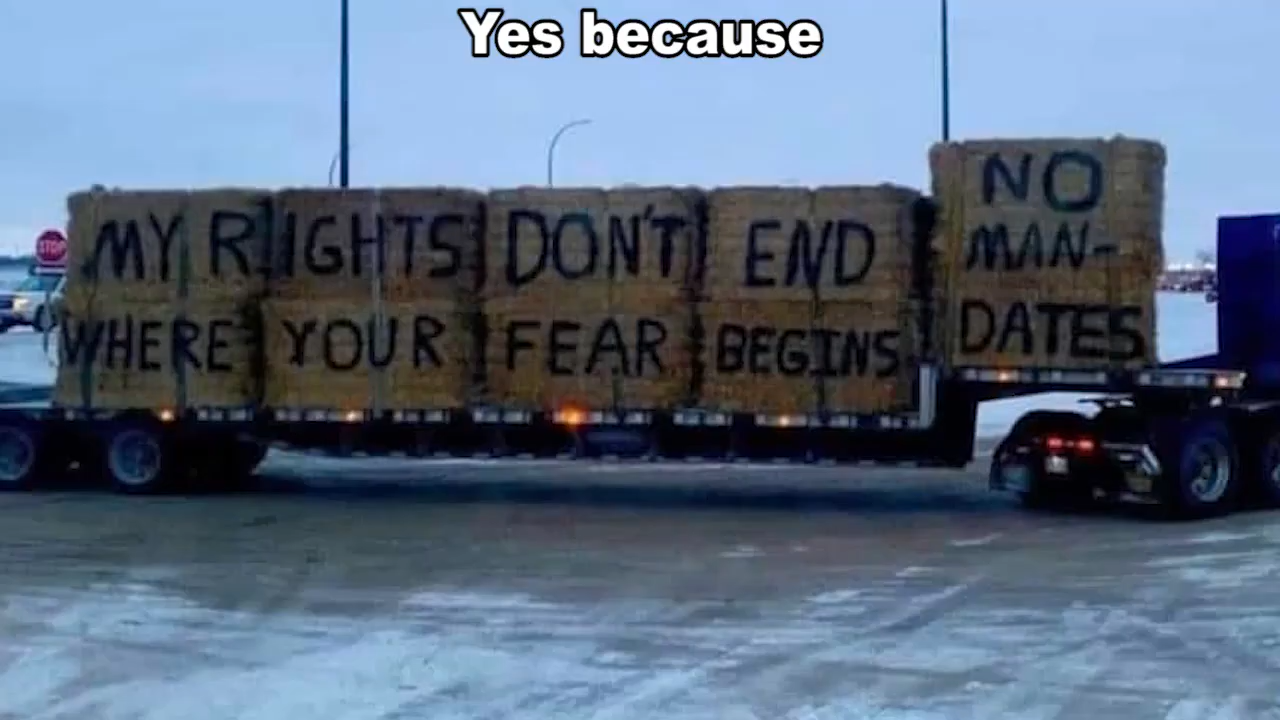 Yes because
MY RIGHTS DON'T END
WHERE YOUR FEAR BEGINS
NO
MAN-
DATES
STOP